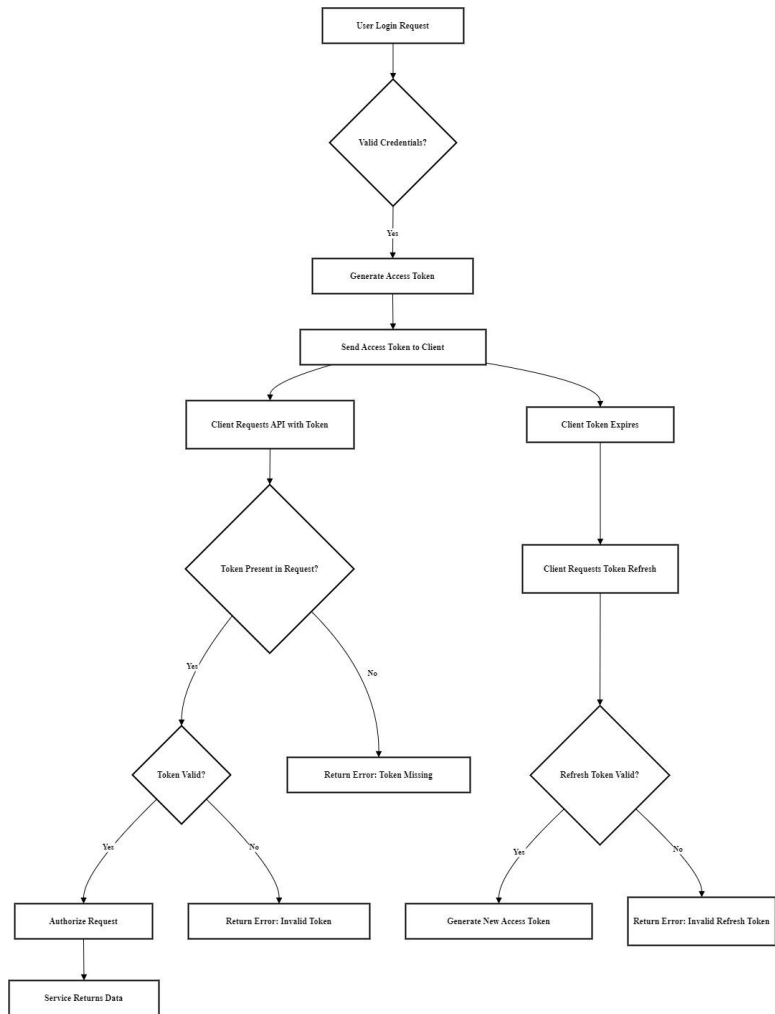 User Login Request
Valid Credentials?
Yes
Generate Access Token
Send Access Token to Client
Client Requests API with Token
Client Token Expires
Token Present in Request?
Client Requests Token Refresh
Yes
No
Token Valid?
Return Error: Token Missing
Refresh Token Valid?
Yes
No
Yes
No
Authorize Request
Return Error: Invalid Token
Generate New Access Token
Return Error: Invalid Refresh Token
Service Returns Data